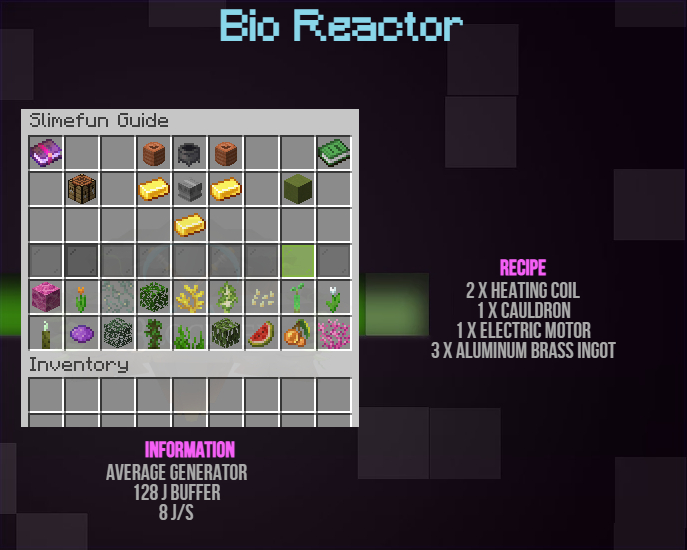 Bio Reactor
Slimefun Guide
Inventory
RECIPE
2 X HEATING COIL
1 X CAULDRON
1 X ELECTRIC MOTOR
3 X ALUMINUM BRASS INGOT
INFORMATION
AVERAGE GENERATOR
128 J BUFFER
8 J/S